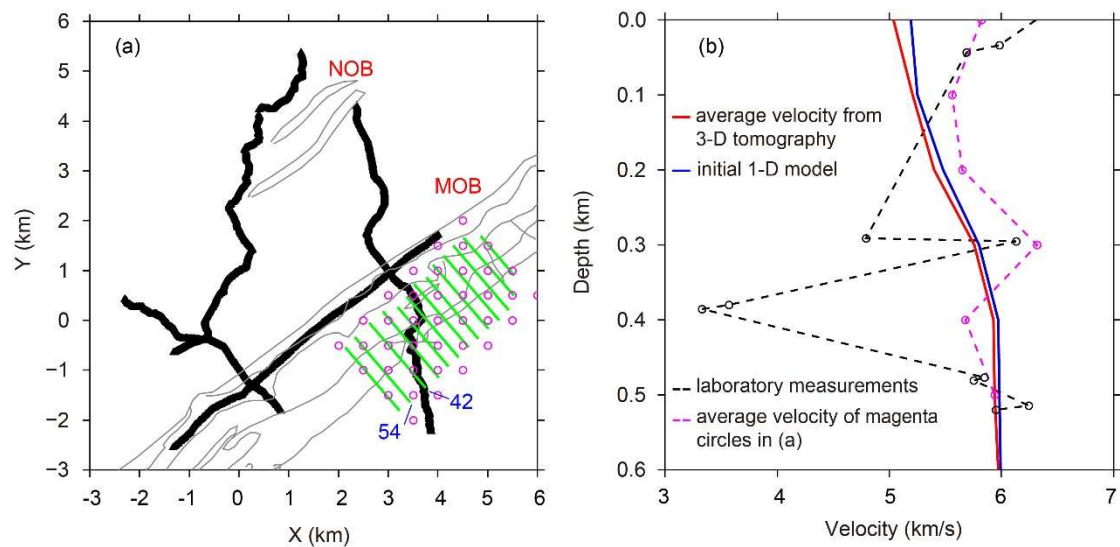 (a)
NOB
MOB
54
42
6
5
4
3
2
1
0
−1
−2
−3
Y (km)
-3
-2
-1
0
1
2
3
4
5
6
X (km)
(b)
average velocity from
3-D tomography
initial 1-D model
laboratory measurements
average velocity of magenta
circles in (a)
0.0
0.1
0.2
0.3
0.4
0.5
0.6
Depth (km)
3
4
5
6
7
Velocity (km/s)